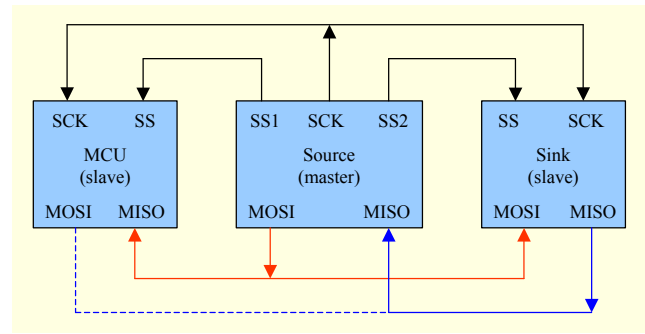 SCK SS
MCU
(slave)
MOSI MISO
SS1 SCK SS2
Source
(master)
MOSI MISO
SS SCK
Sink
(slave)
MOSI MISO